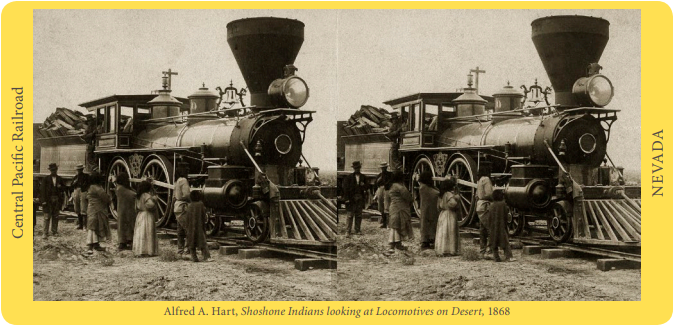 Central Pacific Railroad
NEVADA
Alfred A. Hart, Shoshone Indians looking at Locomotives on Desert, 1868